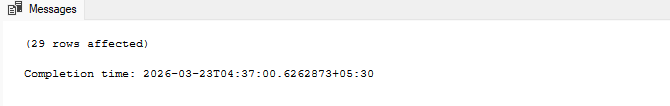 Messages
(29 rows affected)
Completion time: 2026-03-23T04:37:00.6262873+05:30